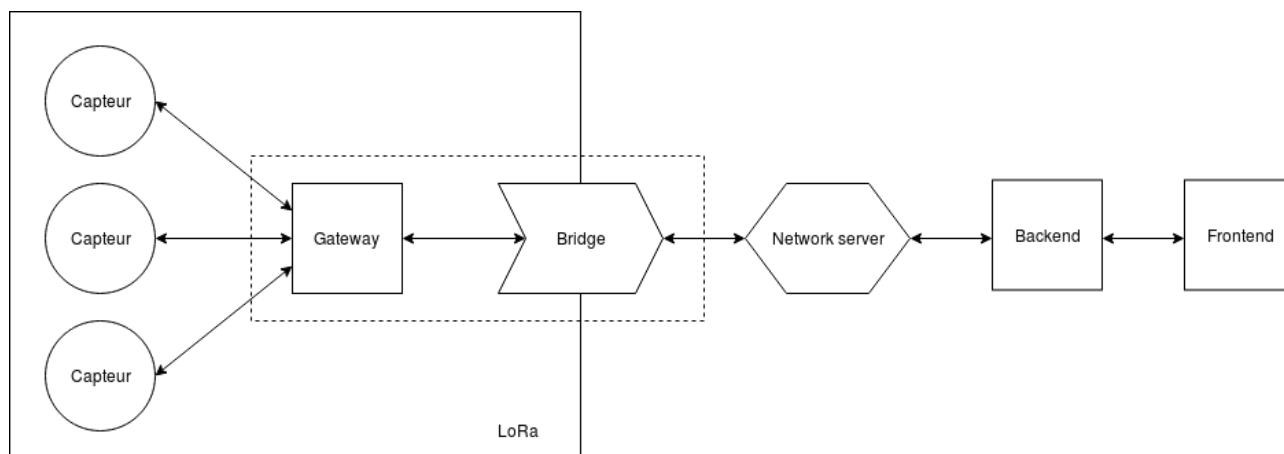 Capteur
Capteur
Gateway
Bridge
Network server
Backend
Frontend
Capteur
LoRa